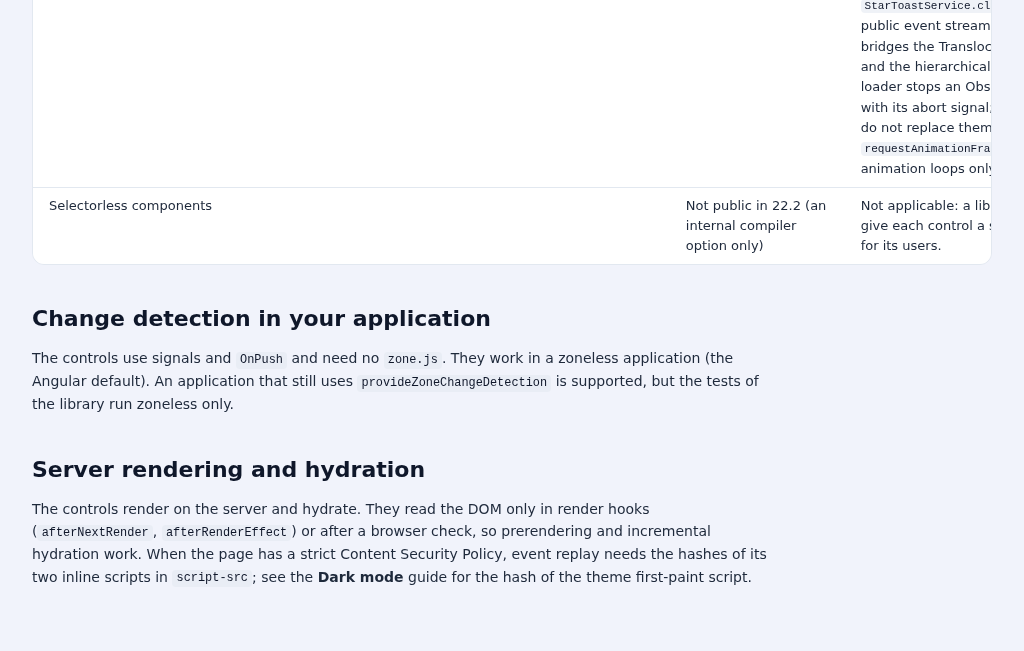 StarToastService.cl
public event stream
bridges the Transloc
and the hierarchical
loader stops an Obs
with its abort signal,
do not replace them
requestAnimationFra
animation loops only
Selectorless components
Not public in 22.2 (an
internal compiler
option only)
Not applicable: a lib
give each control a s
for its users.
Change detection in your application
The controls use signals and OnPush and need no zone.js. They work in a zoneless application (the
Angular default). An application that still uses provideZoneChangeDetection is supported, but the tests of
the library run zoneless only.
Server rendering and hydration
The controls render on the server and hydrate. They read the DOM only in render hooks
(afterNextRender, afterRenderEffect) or after a browser check, so prerendering and incremental
hydration work. When the page has a strict Content Security Policy, event replay needs the hashes of its
two inline scripts in script-src; see the Dark mode guide for the hash of the theme first-paint script.